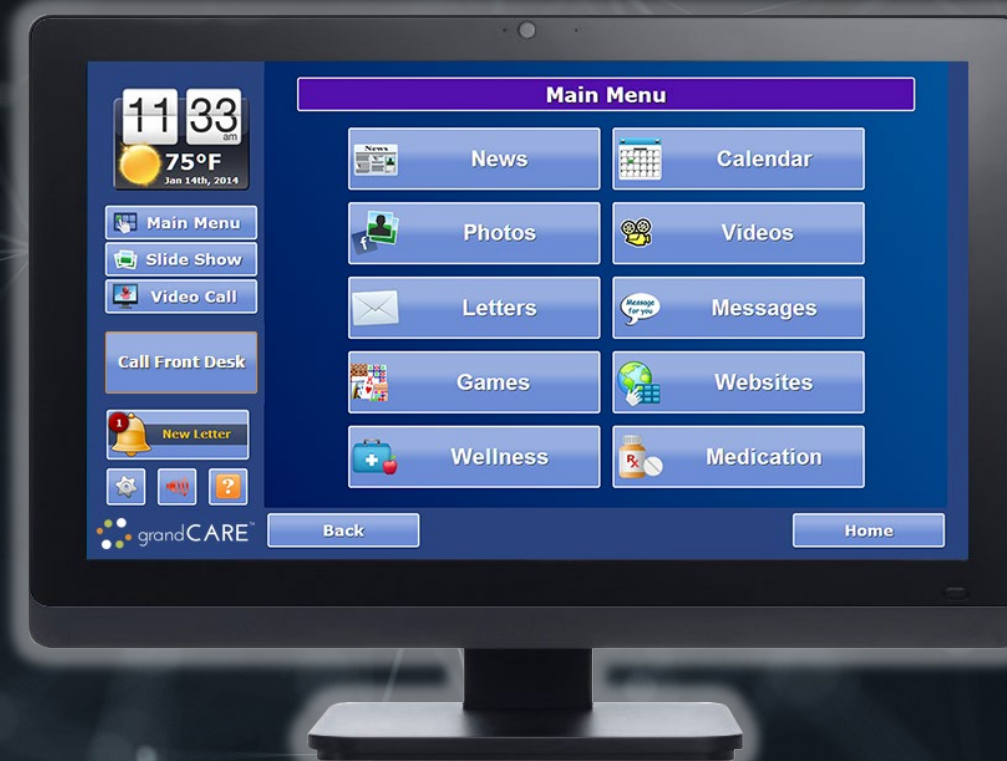 11 33
am
75°F
Jan 14th, 2014
Main Menu
Slide Show
Video Call
Call Front Desk
1
New Letter
?
grandCARE™
Main Menu
News
News
Calendar
f
Photos
Videos
Letters
Message
for you
Messages
Games
Websites
Wellness
Rx
Medication
Back
Home